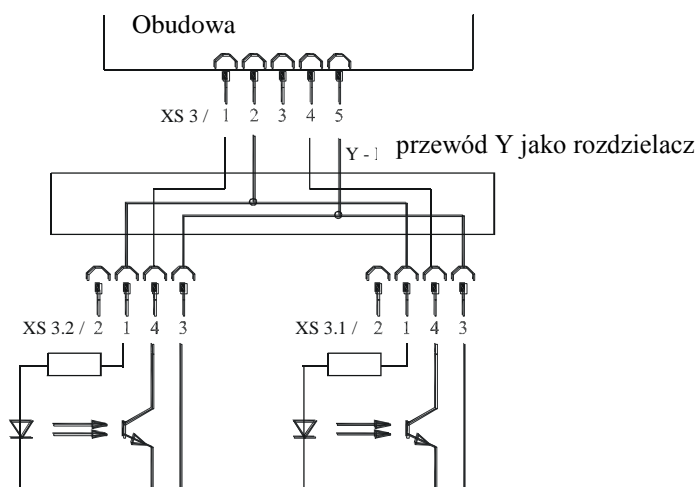 Obudowa
XS 3 / 1 2 3 4 5
Y - 1 przewód Y jako rozdzielacz
XS 3.2 / 2 1 4 3
XS 3.1 / 2 1 4 3